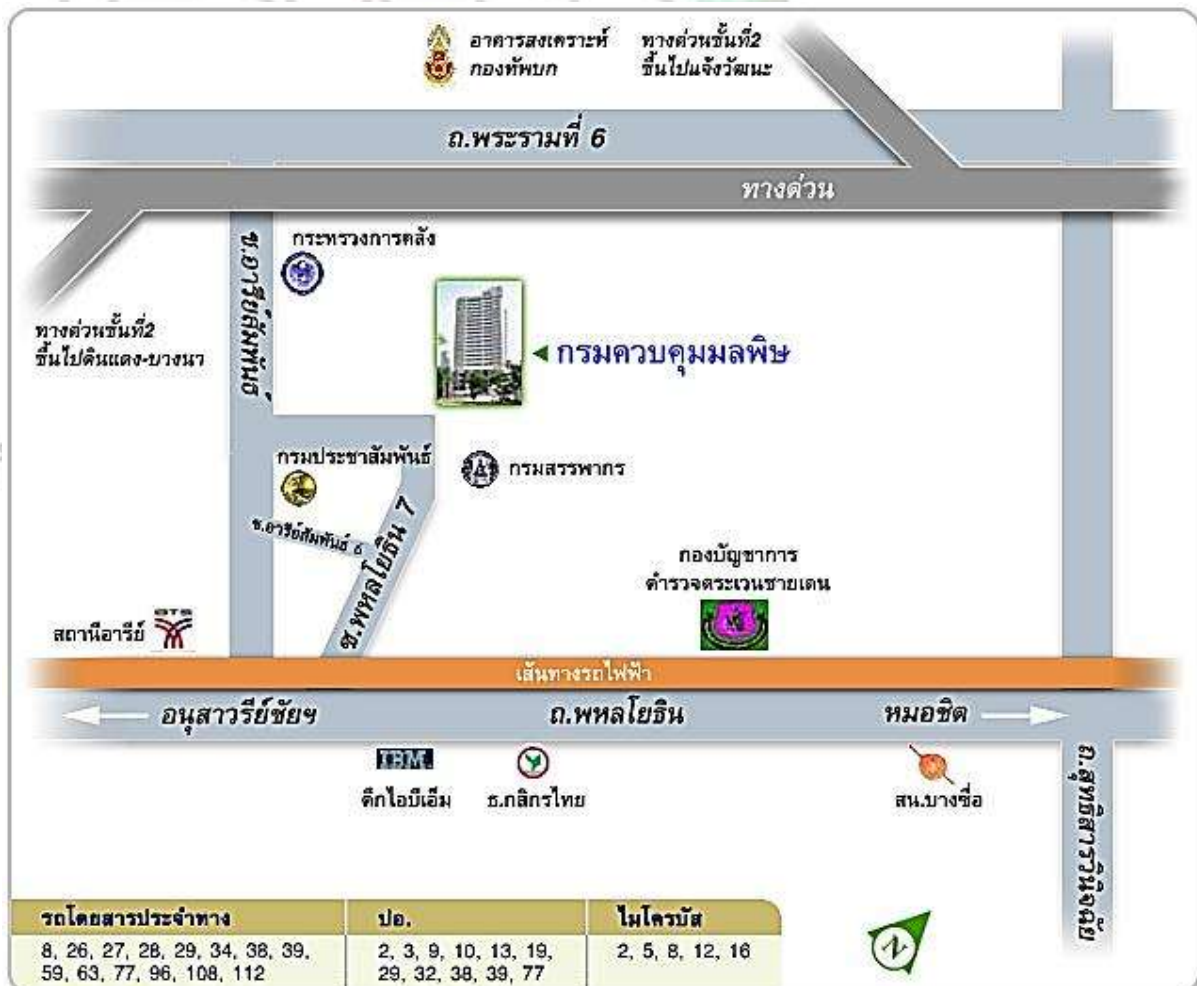 อาคารสงเคราะห์
กองทัพบก
ทางด่วนชั้นที่2
ขึ้นไปแจ้งวัฒนะ
ถ.พระรามที่ 6
ทางด่วน
ซ.อารีย์สัมพันธ์
กระทรวงการคลัง
ทางด่วนชั้นที่2
ขึ้นไปดินแดง-บางนา
กรมควบคุมมลพิษ
กรมประชาสัมพันธ์
กรมสรรพากร
ซ.อารีย์สัมพันธ์ 6
ซ.พหลโยธิน 7
กองบัญชาการ
ตำรวจตระเวนชายแดน
BTS
สถานีอารีย์
เส้นทางรถไฟฟ้า
อนุสาวรีย์ชัยฯ
ถ.พหลโยธิน
หมอชิต
IBM
ตึกไอบีเอ็ม
ธ.กสิกรไทย
สน.บางซื่อ
ถ.สุทธิสารวินิจฉัย
รถโดยสารประจำทาง
8, 26, 27, 28, 29, 34, 38, 39,
59, 63, 77, 96, 108, 112
ปอ.
2, 3, 9, 10, 13, 19,
29, 32, 38, 39, 77
ไมโครบัส
2, 5, 8, 12, 16
N